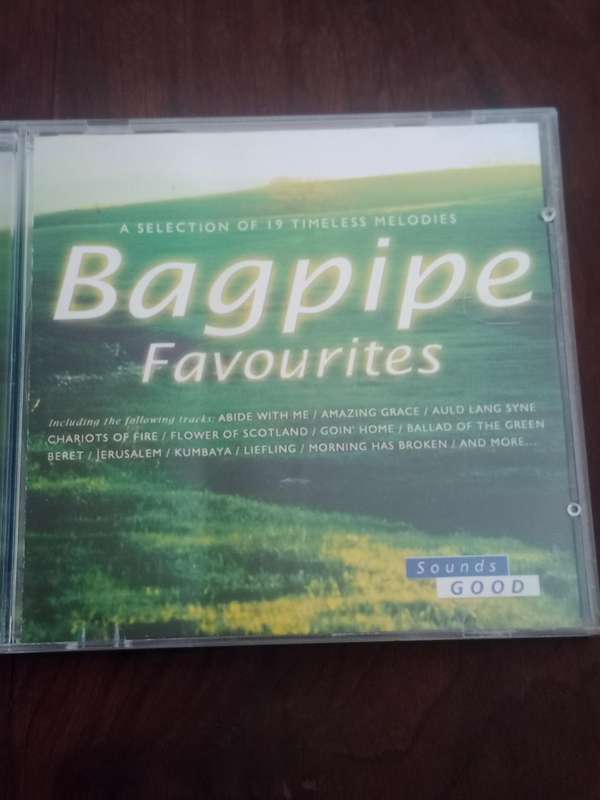 A SELECTION OF 19 TIMELESS MELODIES
Bagpipe
Favourites
Including the following tracks: ABIDE WITH ME / AMAZING GRACE / AULD LANG SYNE
CHARIOTS OF FIRE / FLOWER OF SCOTLAND / GOIN' HOME / BALLAD OF THE GREEN
BERET / JERUSALEM / KUMBAYA / LIEFLING / MORNING HAS BROKEN / AND MORE...
Sounds
GOOD